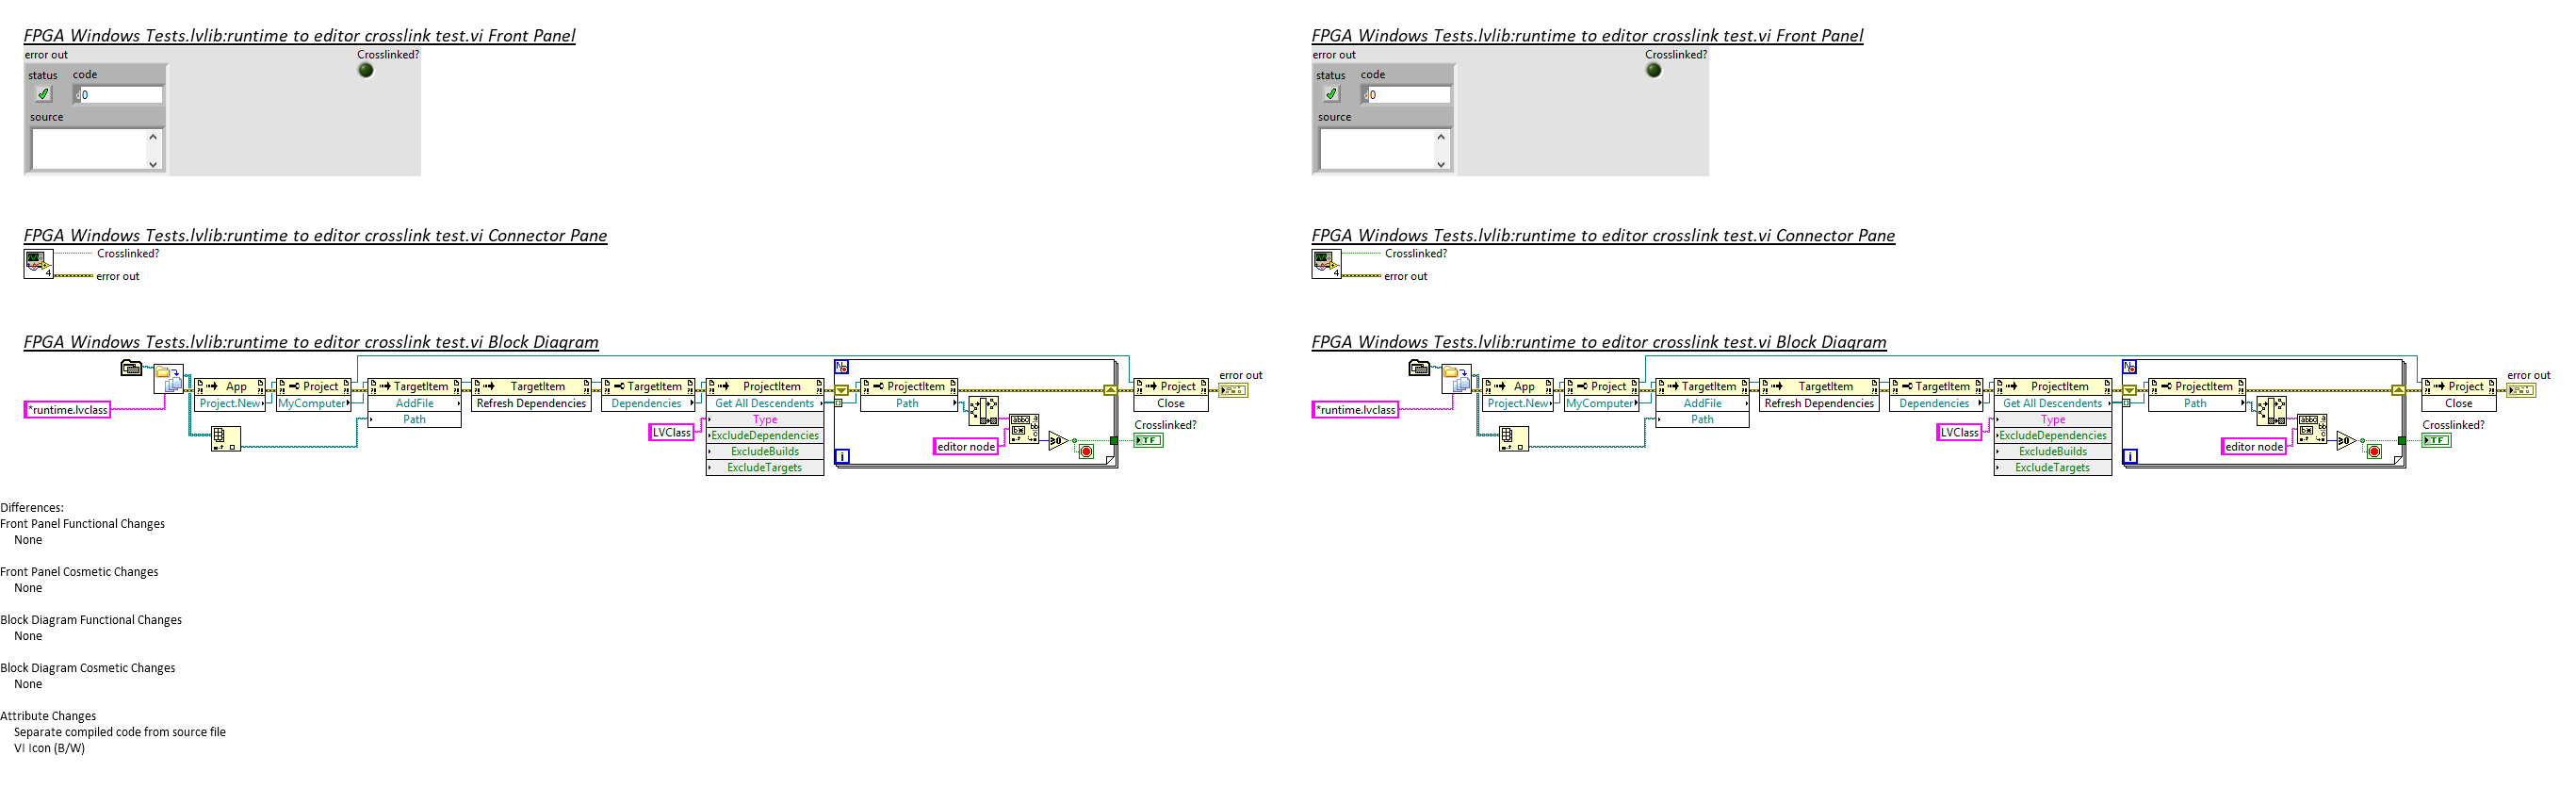 FPGA Windows Tests.lvlib:runtime to editor crosslink test.vi Front Panel
error out
Crosslinked?
status
code
d
0
source
FPGA Windows Tests.lvlib:runtime to editor crosslink test.vi Connector Pane
Crosslinked?
4
error out
FPGA Windows Tests.lvlib:runtime to editor crosslink test.vi Block Diagram
*runtime.lvclass
App
Project.New
Project
MyComputer
TargetItem
AddFile
Path
TargetItem
Refresh Dependencies
TargetItem
Dependencies
ProjectItem
Get All Descendents
Type
ExcludeDependencies
ExcludeBuilds
ExcludeTargets
LVClass
N
ProjectItem
Path
editor node
≥0
i
Project
Close
error out
Crosslinked?
TF
FPGA Windows Tests.lvlib:runtime to editor crosslink test.vi Front Panel
error out
Crosslinked?
status
code
d
0
source
FPGA Windows Tests.lvlib:runtime to editor crosslink test.vi Connector Pane
Crosslinked?
4
error out
FPGA Windows Tests.lvlib:runtime to editor crosslink test.vi Block Diagram
*runtime.lvclass
App
Project.New
Project
MyComputer
TargetItem
AddFile
Path
TargetItem
Refresh Dependencies
TargetItem
Dependencies
ProjectItem
Get All Descendents
Type
ExcludeDependencies
ExcludeBuilds
ExcludeTargets
LVClass
N
ProjectItem
Path
editor node
≥0
i
Project
Close
error out
Crosslinked?
TF
Differences:
Front Panel Functional Changes
None
Front Panel Cosmetic Changes
None
Block Diagram Functional Changes
None
Block Diagram Cosmetic Changes
None
Attribute Changes
Separate compiled code from source file
VI Icon (B/W)